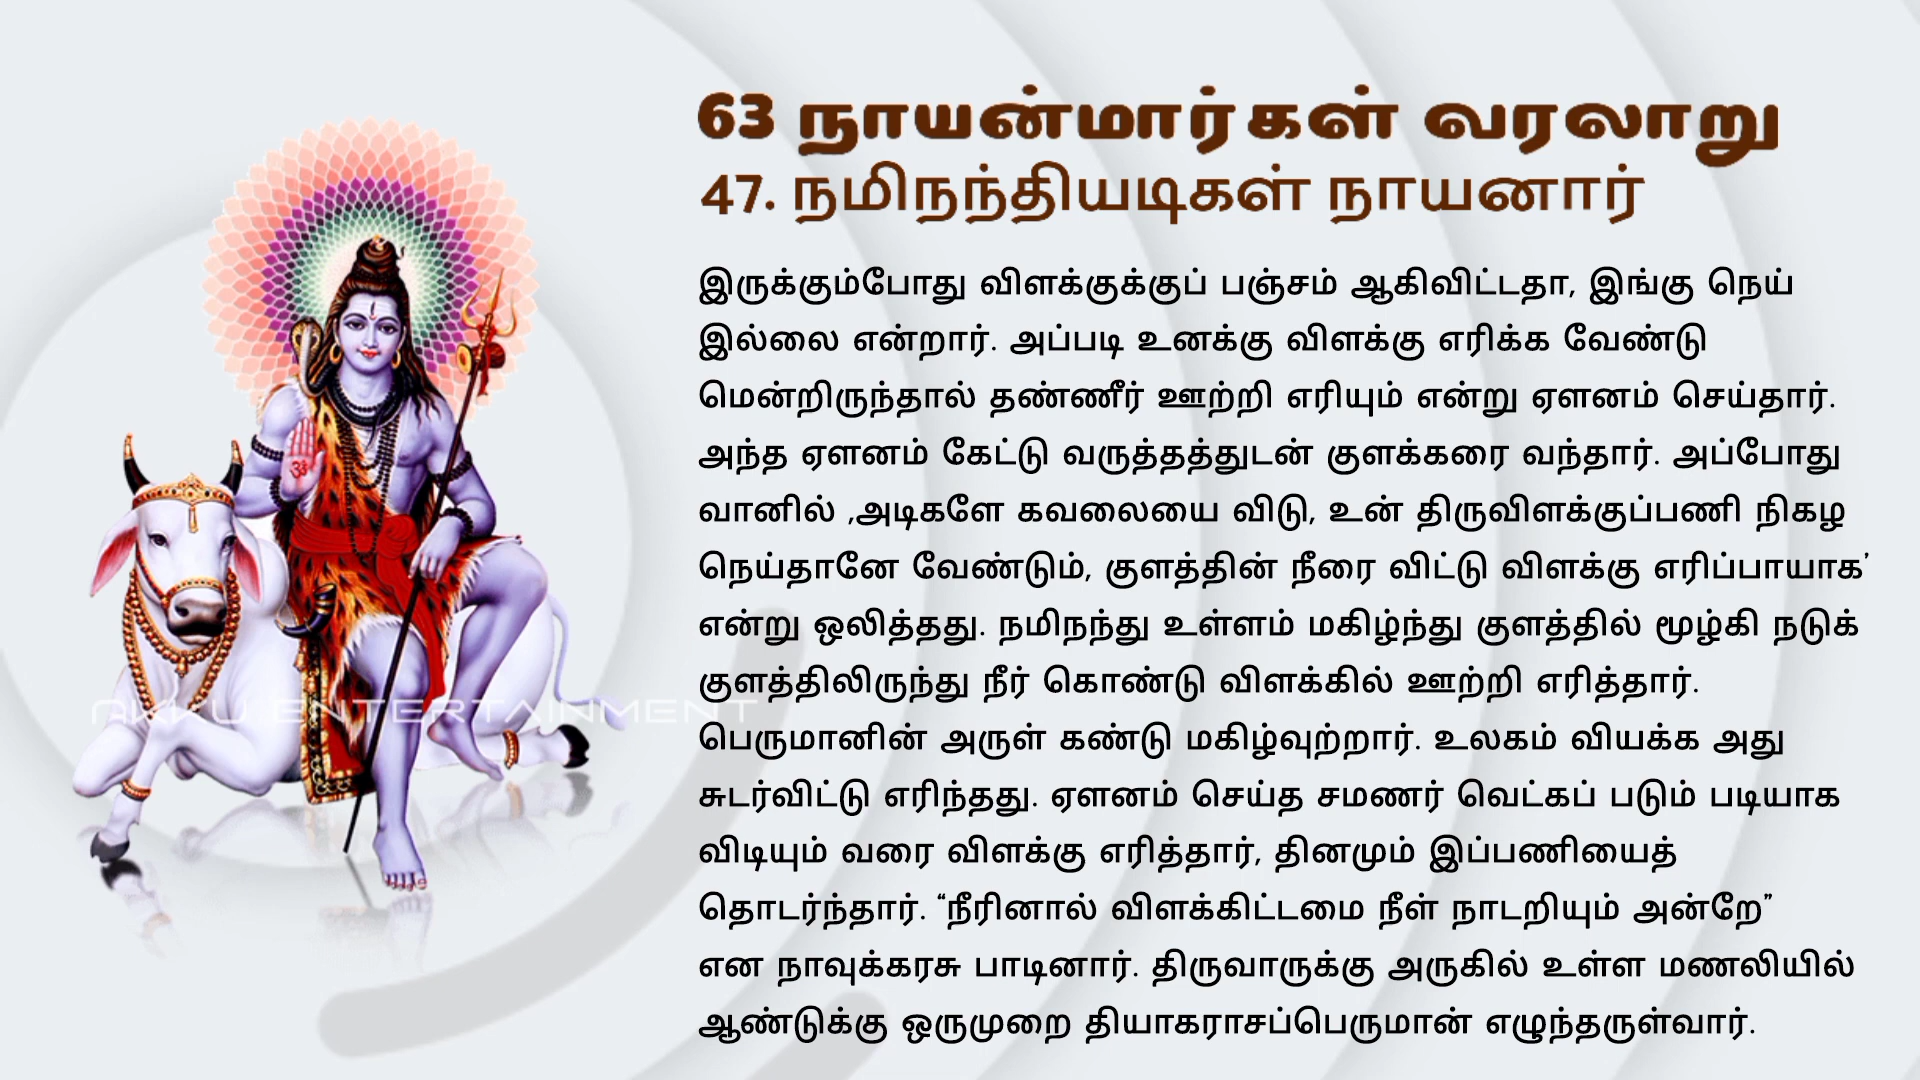 63 நாயன்மார்கள் வரலாறு
47. நமிநந்தியடிகள் நாயனார்
இருக்கும்போது விளக்குக்குப் பஞ்சம் ஆகிவிட்டதா, இங்கு நெய்
இல்லை என்றார். அப்படி உனக்கு விளக்கு எரிக்க வேண்டு
மென்றிருந்தால் தண்ணீர் ஊற்றி எரியும் என்று ஏளனம் செய்தார்.
அந்த ஏளனம் கேட்டு வருத்தத்துடன் குளக்கரை வந்தார். அப்போது
வானில் ,அடிகளே கவலையை விடு, உன் திருவிளக்குப்பணி நிகழ
நெய்தானே வேண்டும், குளத்தின் நீரை விட்டு விளக்கு எரிப்பாயாக’
என்று ஒலித்தது. நமிநந்து உள்ளம் மகிழ்ந்து குளத்தில் மூழ்கி நடுக்
குளத்திலிருந்து நீர் கொண்டு விளக்கில் ஊற்றி எரித்தார்.
AKKU ENTERTAINMENT
பெருமானின் அருள் கண்டு மகிழ்வுற்றார். உலகம் வியக்க அது
சுடர்விட்டு எரிந்தது. ஏளனம் செய்த சமணர் வெட்கப் படும் படியாக
விடியும் வரை விளக்கு எரித்தார், தினமும் இப்பணியைத்
தொடர்ந்தார். “நீரினால் விளக்கிட்டமை நீள் நாடறியும் அன்றே”
என நாவுக்கரசு பாடினார். திருவாருக்கு அருகில் உள்ள மணலியில்
ஆண்டுக்கு ஒருமுறை தியாகராசப்பெருமான் எழுந்தருள்வார்.